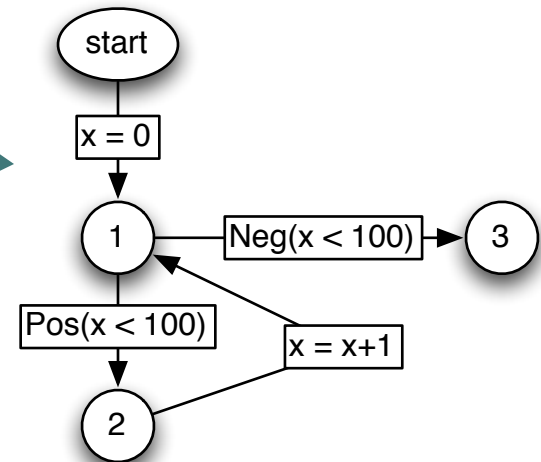 start
x = 0
1
Neg(x < 100)
3
Pos(x < 100)
x = x+1
2